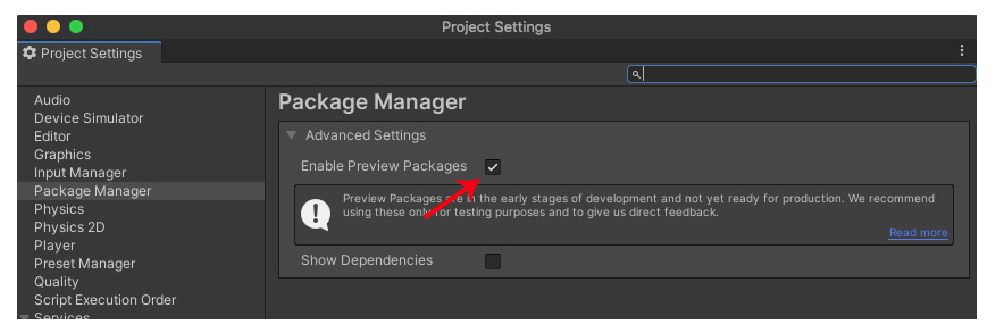 Project Settings
Project Settings
Audio
Device Simulator
Editor
Graphics
Input Manager
Package Manager
Physics
Physics 2D
Player
Preset Manager
Quality
Script Execution Order
Services
Package Manager
Advanced Settings
Enable Preview Packages
Preview Packages are in the early stages of development and not yet ready for production. We recommend
using these only for testing purposes and to give us direct feedback.
Read more
Show Dependencies